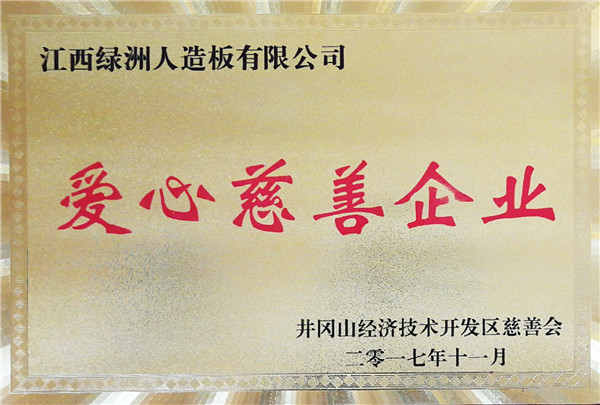 江西绿洲人造板有限公司
爱心慈善企业
井冈山经济技术开发区慈善会
二零一七年十一月